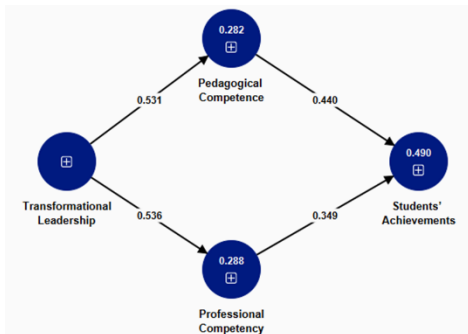 0.282
Pedagogical
Competence
0.531
0.440
0.490
Transformational
Leadership
Students'
Achievements
0.536
0.349
0.288
Professional
Competency